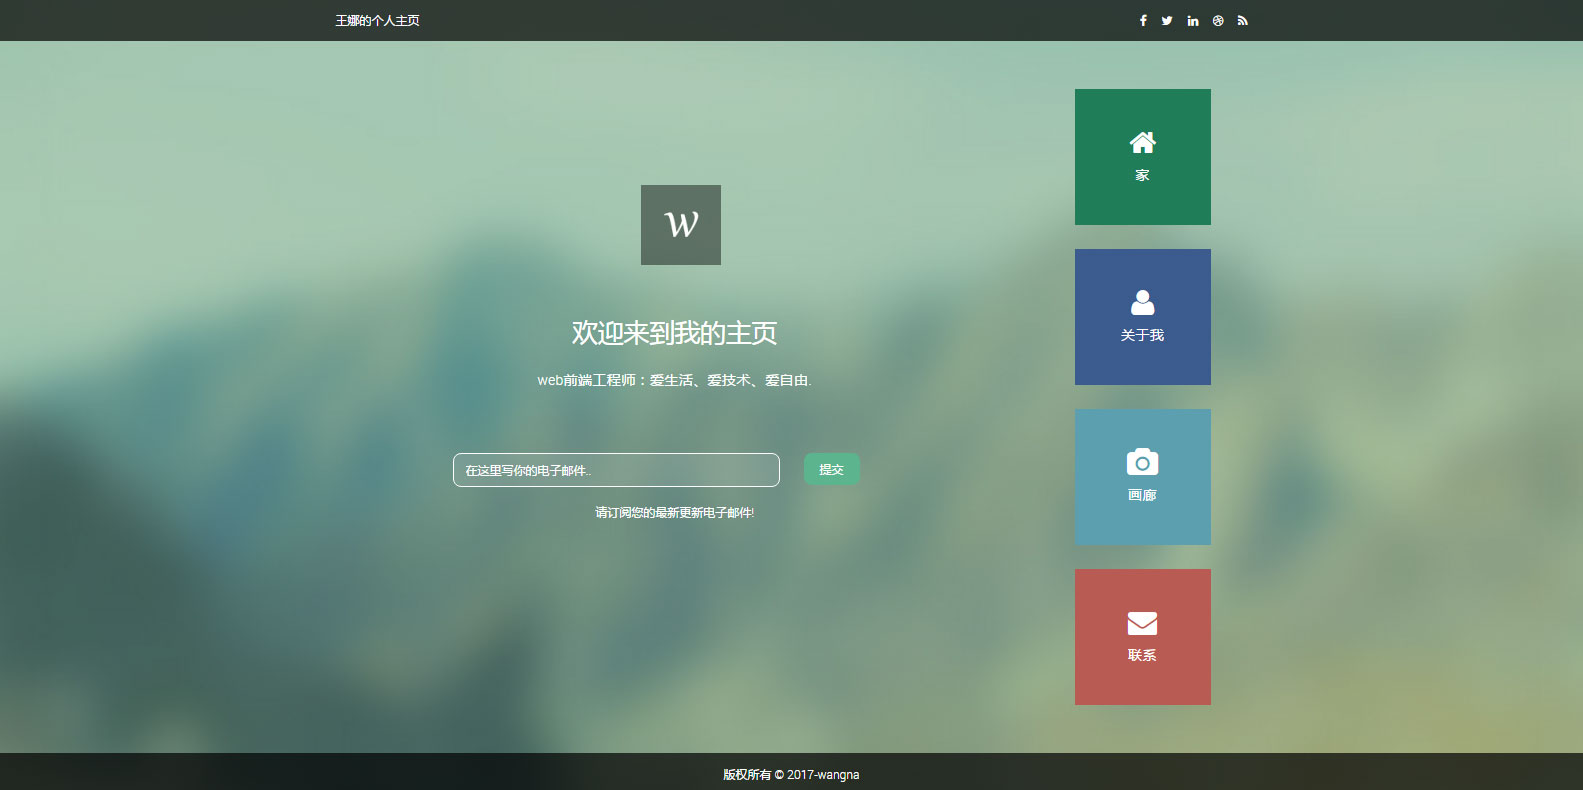 王娜的个人主页
家
W
欢迎来到我的主页
web前端工程师：爱生活、爱技术、爱自由.
关于我
在这里写你的电子邮件..
提交
请订阅您的最新更新电子邮件!
画廊
联系
版权所有 © 2017-wangna